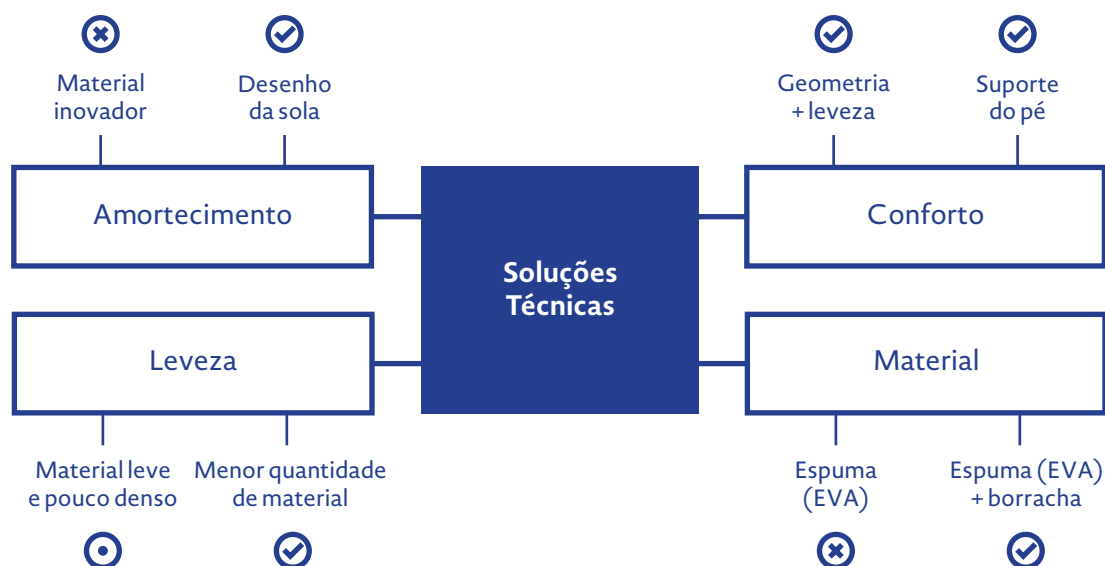 Material
inovador
Desenho
da sola
Geometria
+ leveza
Suporte
do pé
Amortecimento
Conforto
Soluções
Técnicas
Leveza
Material
Material leve
e pouco denso
Menor quantidade
de material
Espuma
(EVA)
Espuma (EVA)
+ borracha